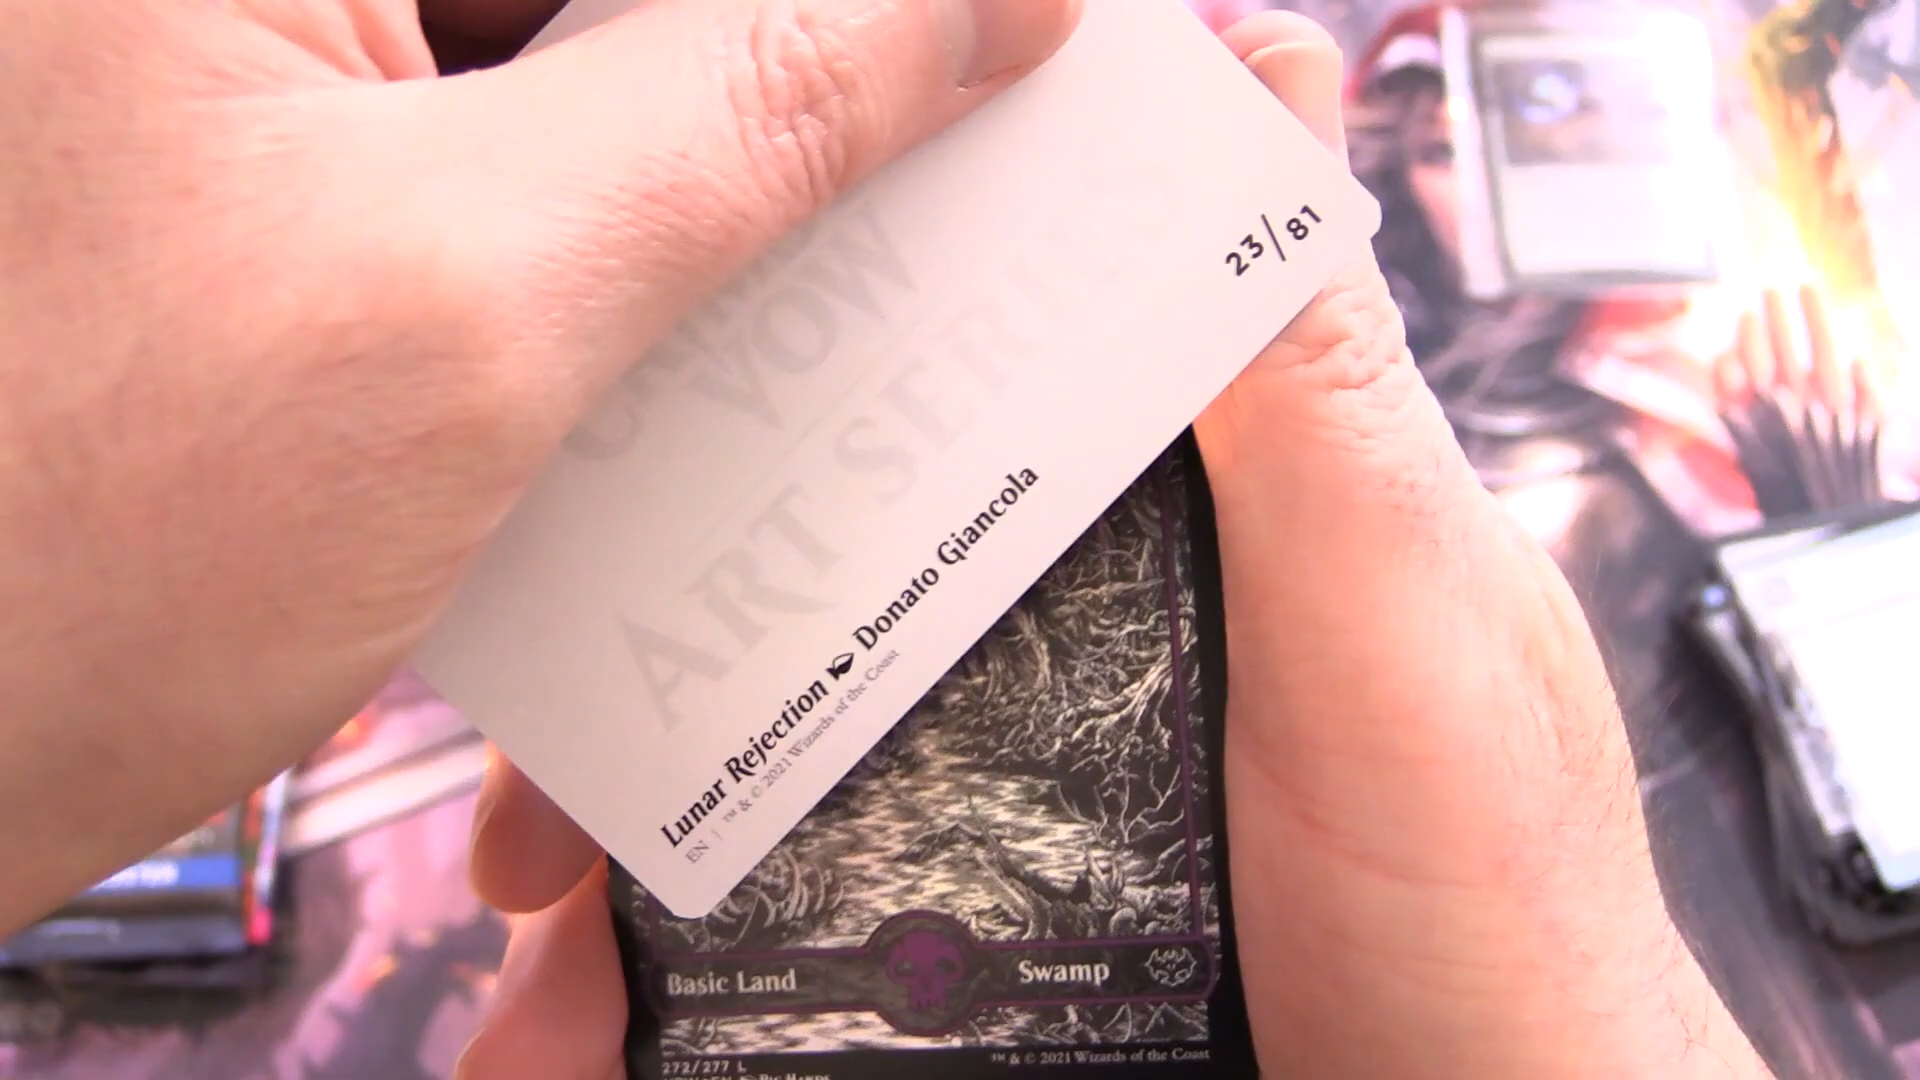 23/81
VOW
ART SERIES
Lunar Rejection Donato Giancola
EN ™ & © 2021 Wizards of the Coast
Basic Land Swamp
272/277 L
™ & © 2021 Wizards of the Coast